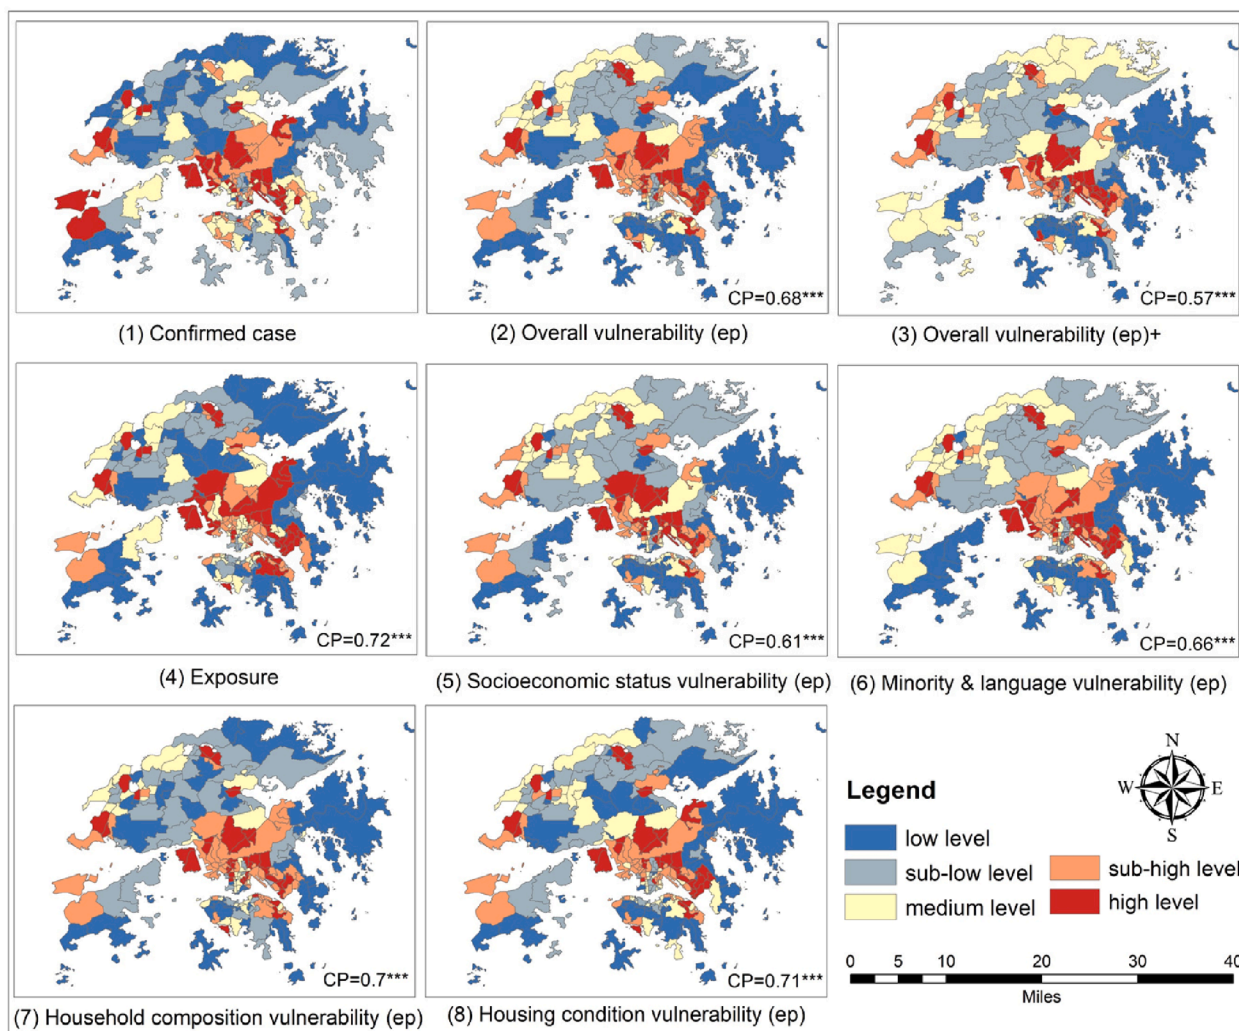 (1) Confirmed case
CP=0.68***
(2) Overall vulnerability (ep)
CP=0.57***
(3) Overall vulnerability (ep)+
CP=0.72***
(4) Exposure
CP=0.61***
(5) Socioeconomic status vulnerability (ep)
CP=0.66***
(6) Minority & language vulnerability (ep)
CP=0.7***
(7) Household composition vulnerability (ep)
CP=0.71***
(8) Housing condition vulnerability (ep)
N
W E
S
Legend
low level
sub-low level
medium level
sub-high level
high level
0 5 10 20 30 40
Miles